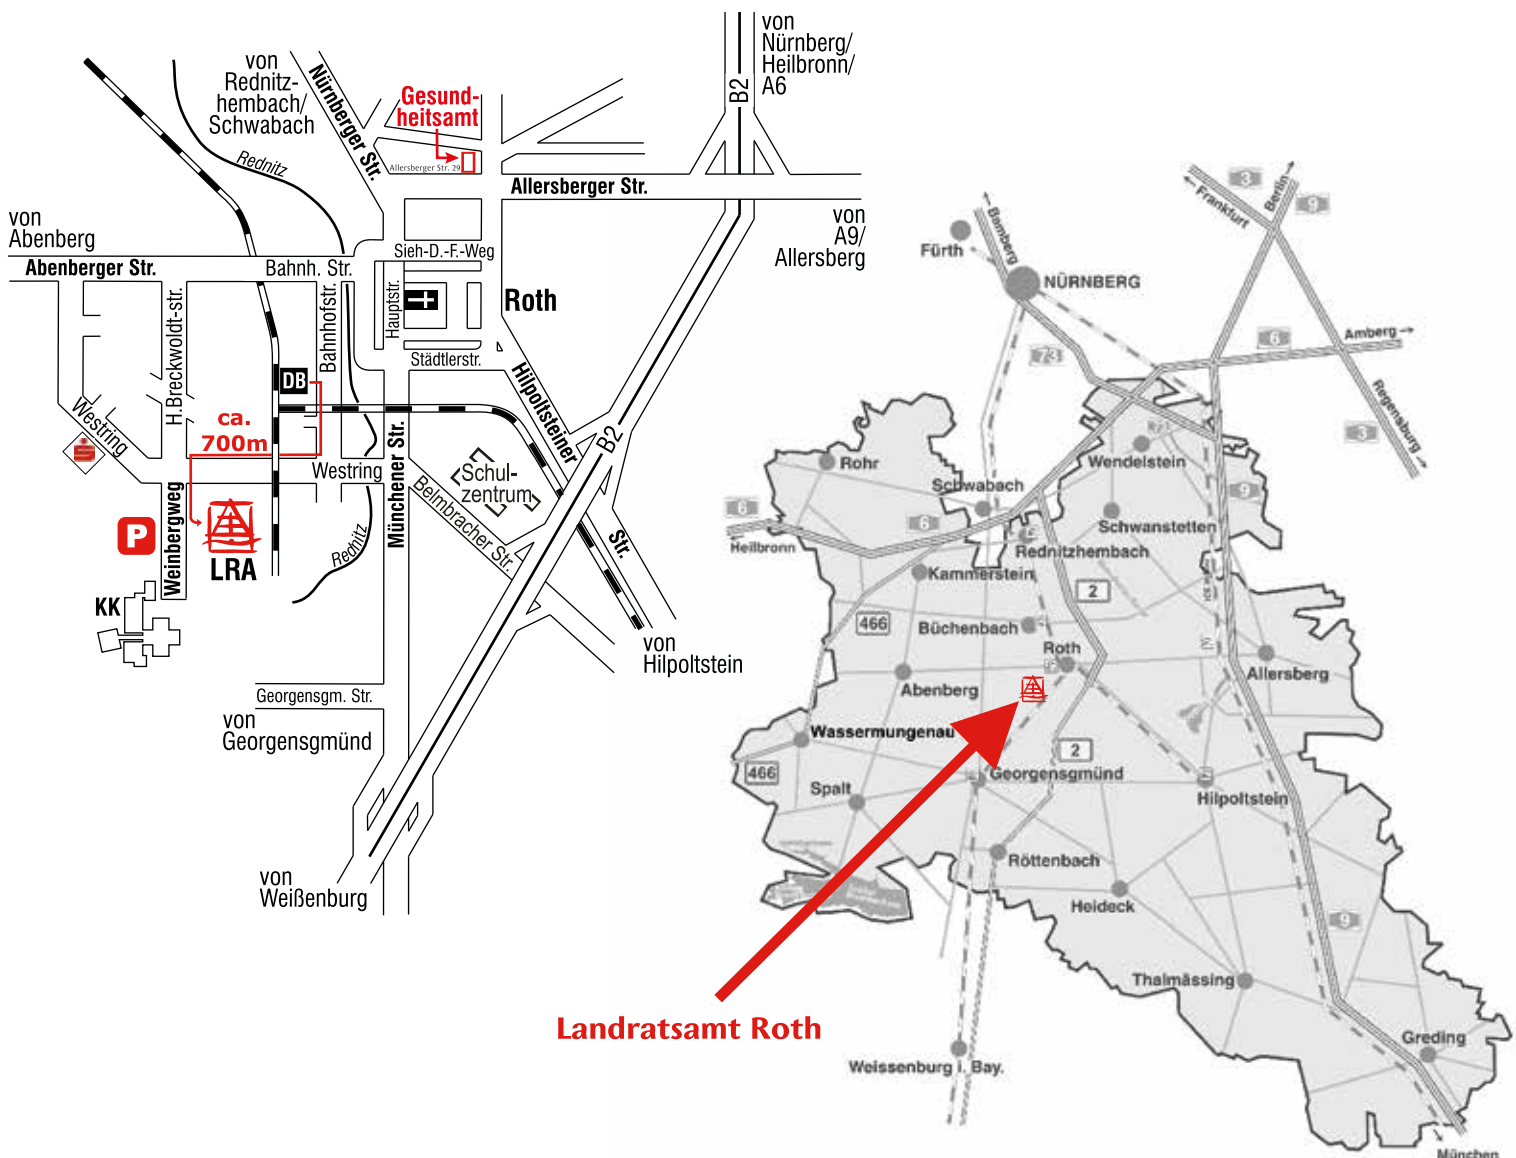 von
Nürnberg/
Heilbronn/
A6
B2
von
Rednitz-
hembach/
Schwabach
Nürnberger Str.
Gesund-
heitsamt
Allersberger Str. 29
Rednitz
Allersberger Str.
von
A9/
Allersberg
von
Abenberg
Abenberger Str.
Bahnh. Str.
Sieh-D.-F.-Weg
Hauptstr.
Roth
Bahnhofstr.
Städtlerstr.
H.Breckwoldt-str.
DB
Hilpoltsteiner
Str.
B2
Westring
ca.
700m
Westring
Münchener Str.
Belmbracher Str.
Schul-
zentrum
P
Weinbergweg
LRA
Rednitz
KK
von
Hilpoltstein
Georgensgm. Str.
von
Georgensgmünd
von
Weißenburg
Landratsamt Roth
3
Frankfurt
Berlin
9
Bamberg
Fürth
NÜRNBERG
73
6
Amberg
Regensburg
3
Rohr
Wendelstein
Schwabach
9
6
6
Heilbronn
Schwanstetten
Rednitzhembach
Kammerstein
2
466
Büchenbach
Roth
Allersberg
Abenberg
Wassermungenau
2
466
Georgensgmünd
Spalt
Hilpoltstein
Röttenbach
Heideck
9
Thalmässing
Greding
Weissenburg i. Bay.
München